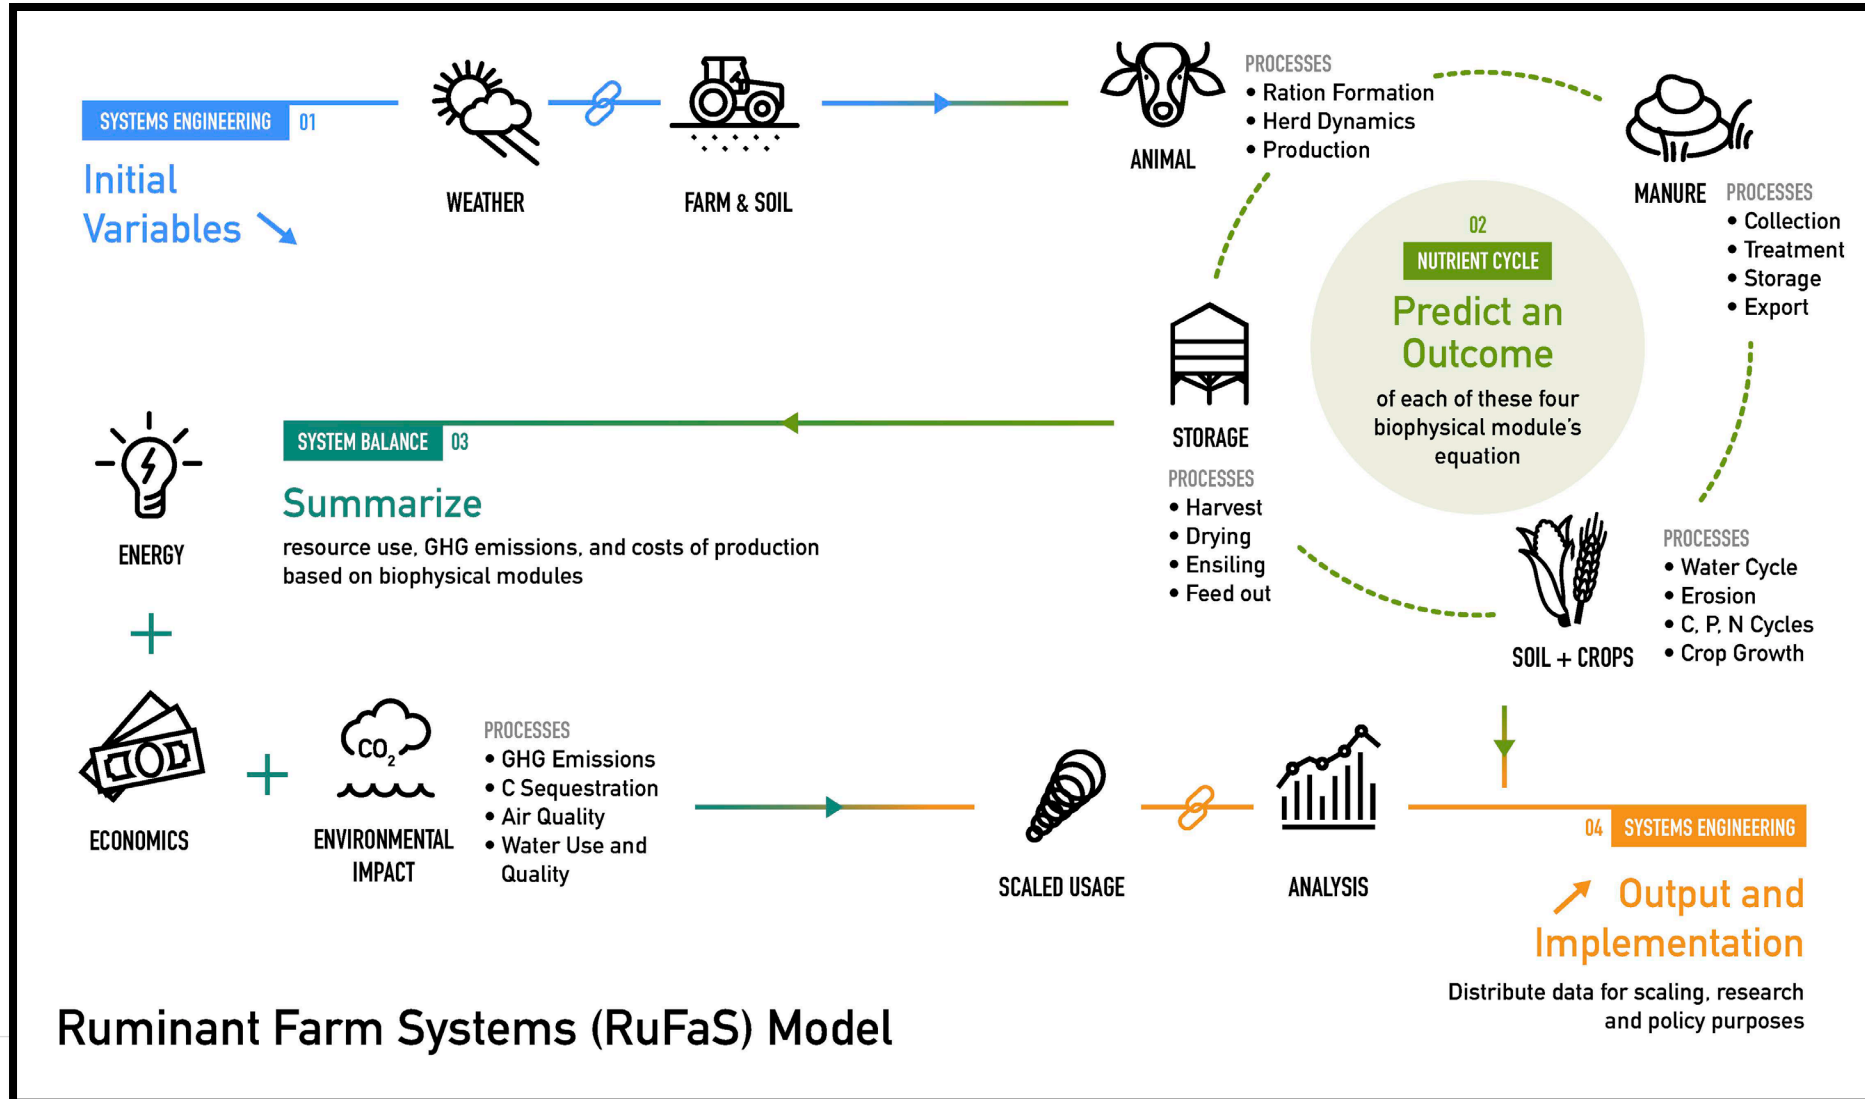 SYSTEMS ENGINEERING 01
Initial
Variables
WEATHER
FARM & SOIL
ANIMAL
PROCESSES
• Ration Formation
• Herd Dynamics
• Production
MANURE
PROCESSES
• Collection
• Treatment
• Storage
• Export
02
NUTRIENT CYCLE
Predict an
Outcome
of each of these four
biophysical module's
equation
STORAGE
PROCESSES
• Harvest
• Drying
• Ensiling
• Feed out
SOIL + CROPS
PROCESSES
• Water Cycle
• Erosion
• C, P, N Cycles
• Crop Growth
SYSTEM BALANCE 03
Summarize
resource use, GHG emissions, and costs of production
based on biophysical modules
ENERGY
+
ECONOMICS
+
CO₂
ENVIRONMENTAL
IMPACT
PROCESSES
• GHG Emissions
• C Sequestration
• Air Quality
• Water Use and
Quality
SCALED USAGE
ANALYSIS
04 SYSTEMS ENGINEERING
Output and
Implementation
Distribute data for scaling, research
and policy purposes
Ruminant Farm Systems (RuFaS) Model